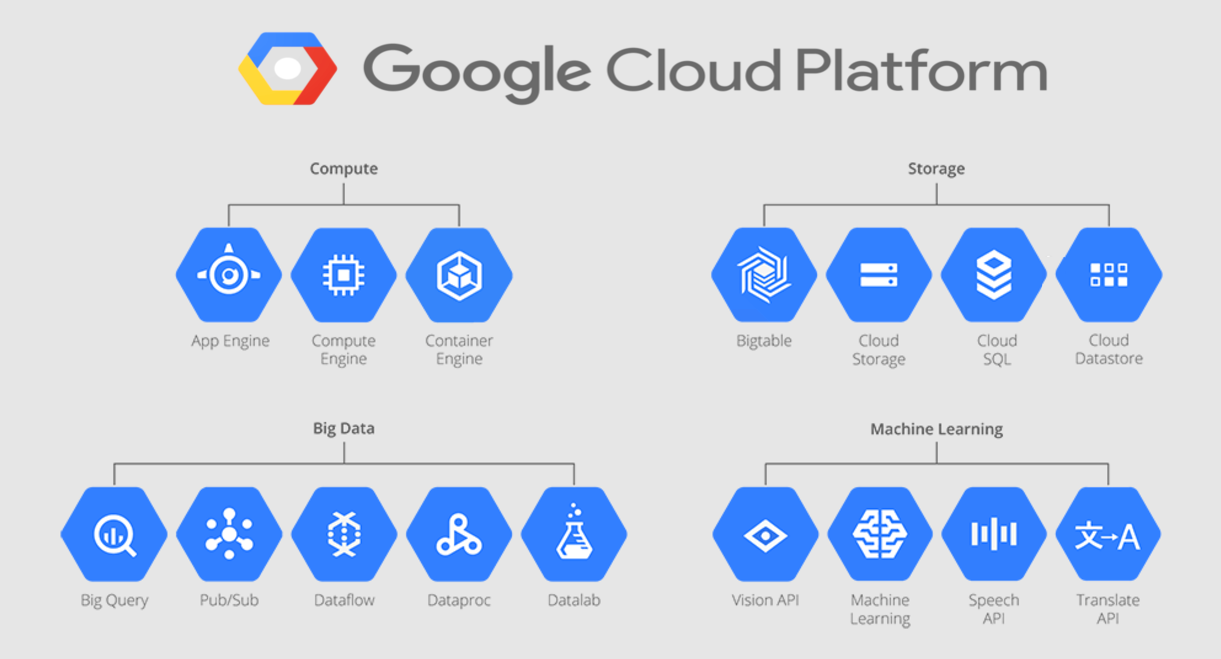 Google Cloud Platform
Compute
App Engine
Compute
Engine
Container
Engine
Storage
Bigtable
Cloud
Storage
Cloud
SQL
Cloud
Datastore
Big Data
Big Query
Pub/Sub
Dataflow
Dataproc
Datalab
Machine Learning
Vision API
Machine
Learning
Speech
API
文→A
Translate
API